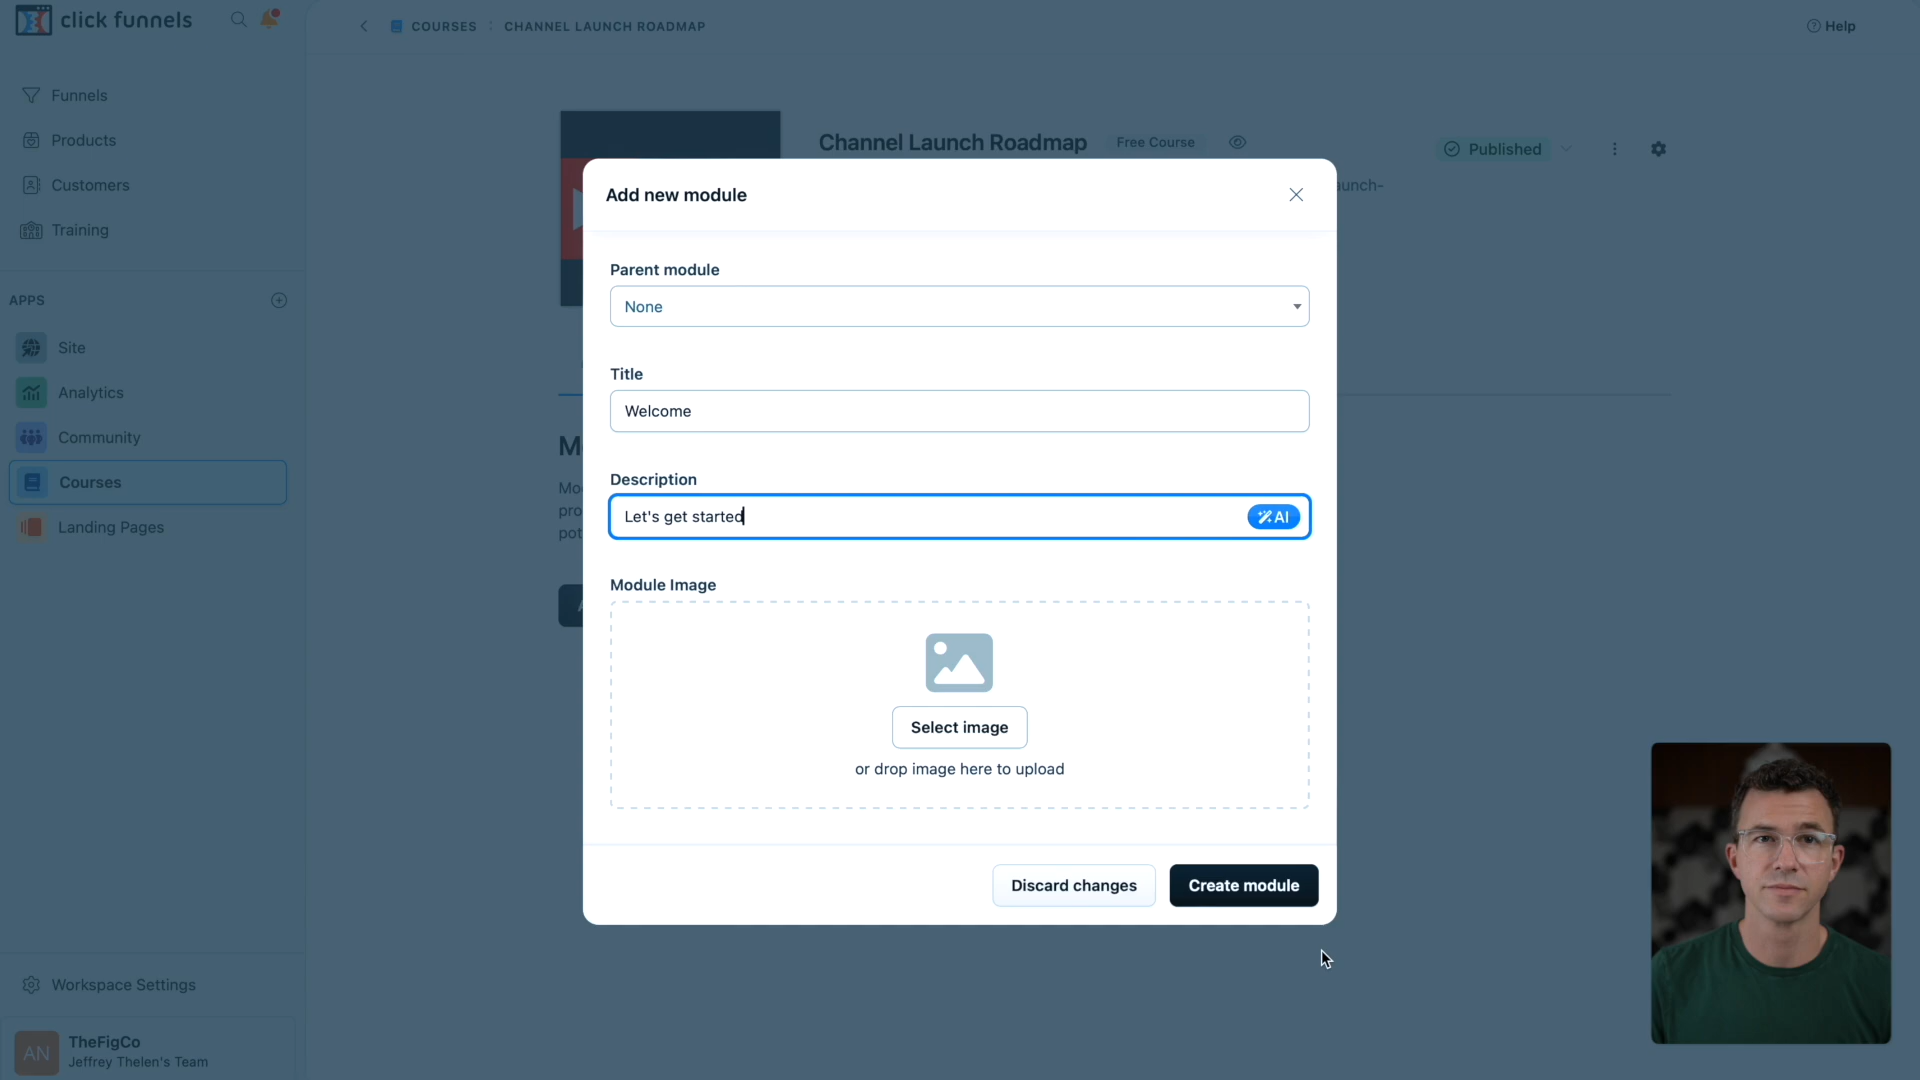 click funnels
COURSES
CHANNEL LAUNCH ROADMAP
Help
Funnels
Products
Customers
Training
APPS
Site
Analytics
Community
Courses
Landing Pages
Workspace Settings
AN
TheFigCo
Jeffrey Thelen's Team
Channel Launch Roadmap
Free Course
Published
Add new module
Parent module
None
Title
Welcome
Description
Let's get started
AI
Module Image
Select image
or drop image here to upload
Discard changes
Create module